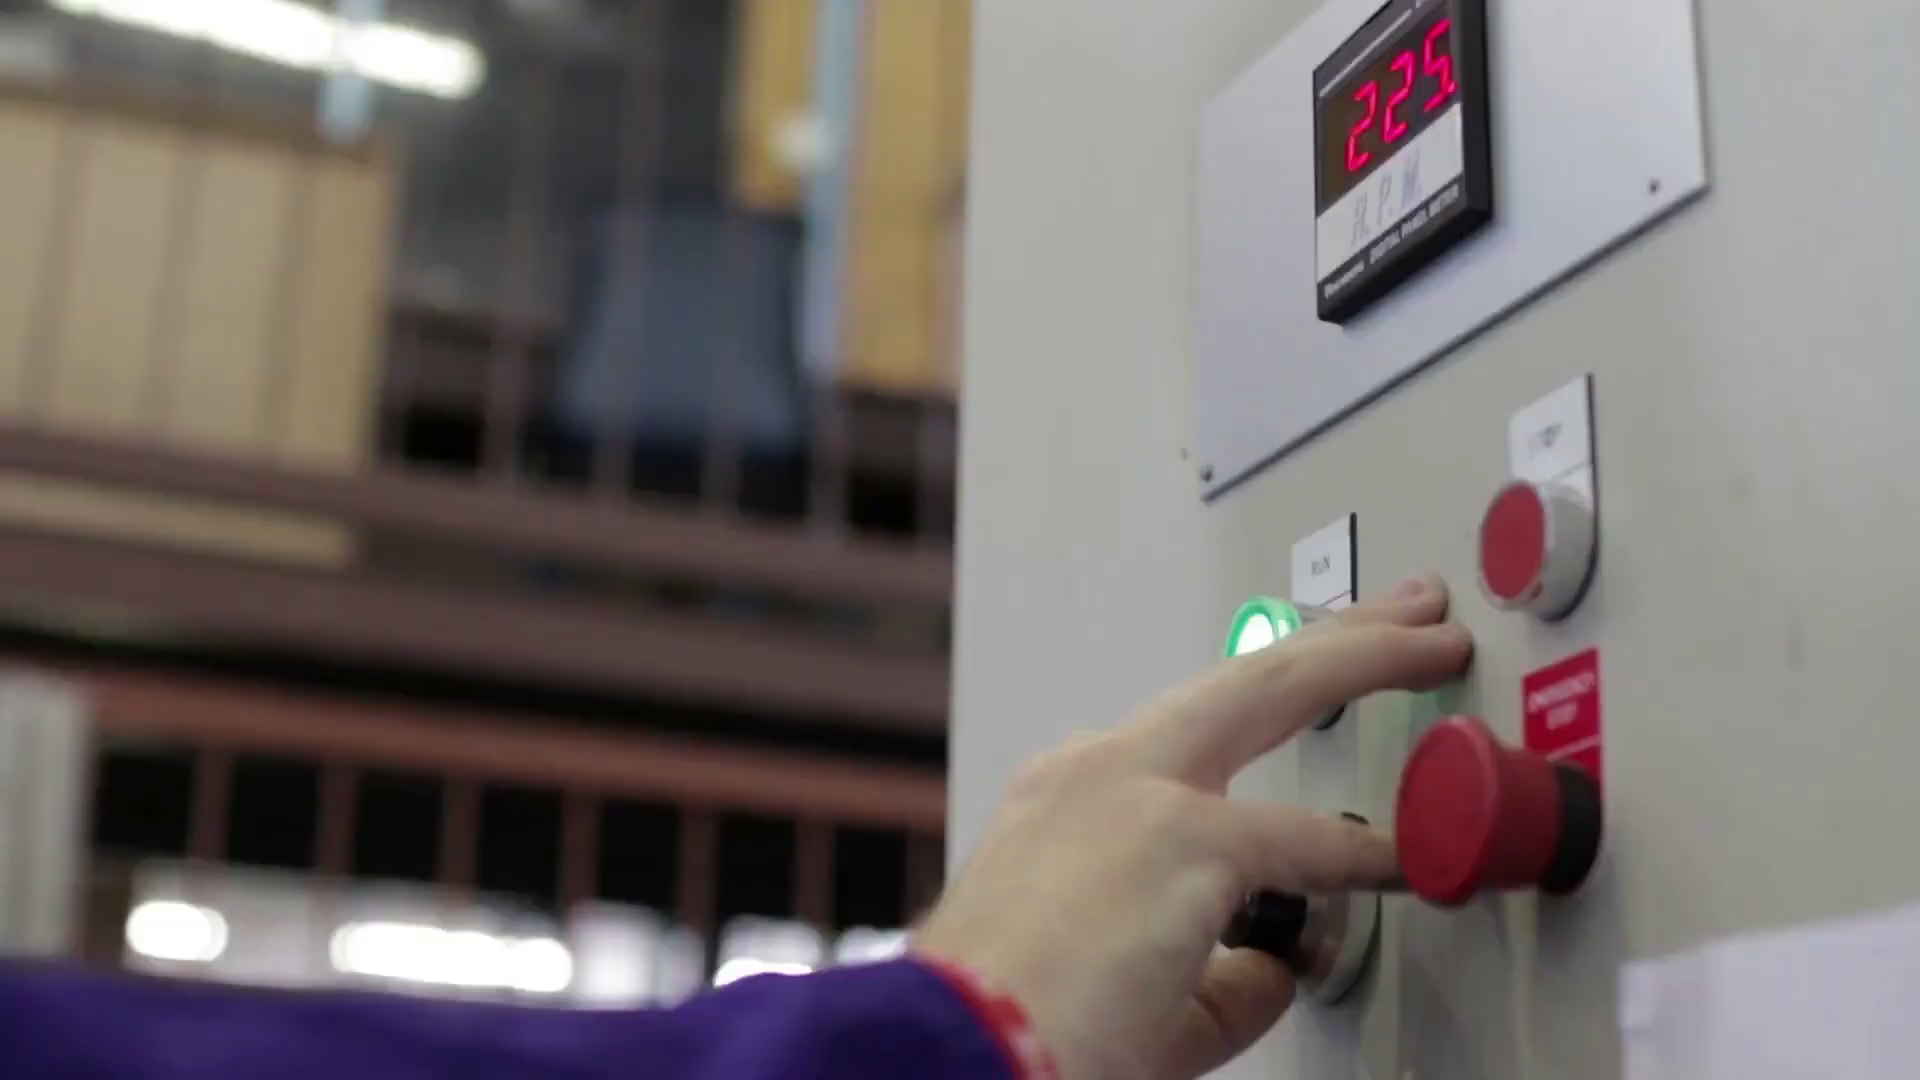 225.
R.P.M.
DIGITAL PANEL METER
STOP
RUN
EMERGENCY
STOP